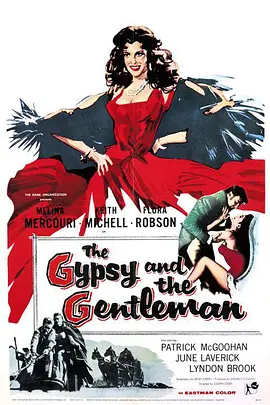 THE RANK ORGANISATION
presents
MELINA MERCOURI · KEITH MICHELL · FLORA ROBSON
The
Gypsy and
the
Gentleman
also starring
PATRICK McGOOHAN
JUNE LAVERICK
LYNDON BROOK
in EASTMAN COLOR